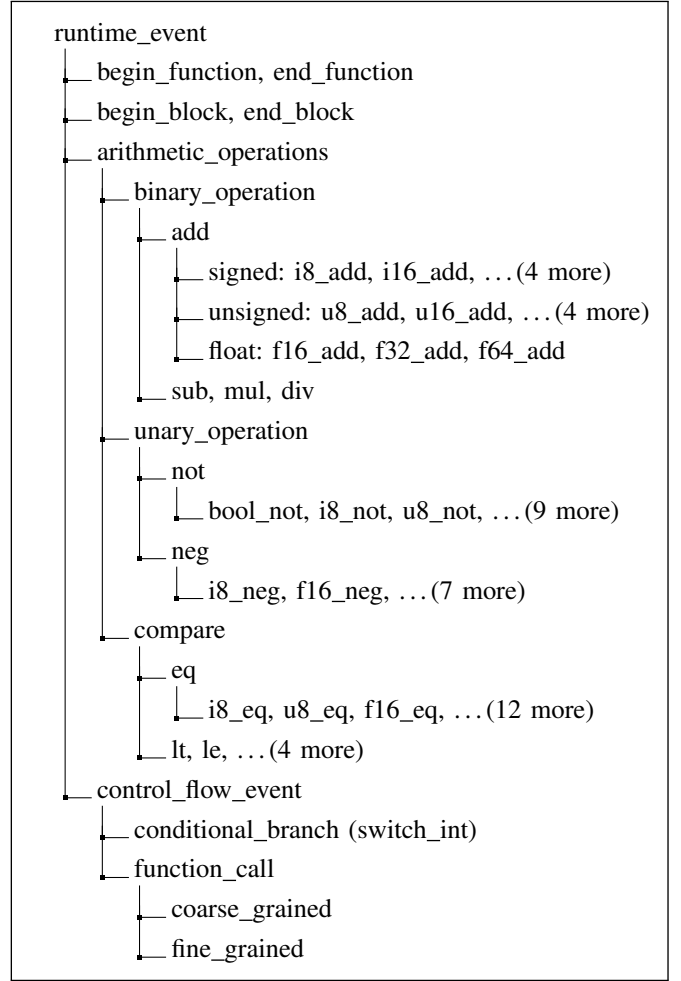 runtime_event
begin_function, end_function
begin_block, end_block
arithmetic_operations
binary_operation
add
signed: i8_add, i16_add, ...(4 more)
unsigned: u8_add, u16_add, ...(4 more)
float: f16_add, f32_add, f64_add
sub, mul, div
unary_operation
not
bool_not, i8_not, u8_not, ...(9 more)
neg
i8_neg, f16_neg, ...(7 more)
compare
eq
i8_eq, u8_eq, f16_eq, ...(12 more)
lt, le, ...(4 more)
control_flow_event
conditional_branch (switch_int)
function_call
coarse_grained
fine_grained